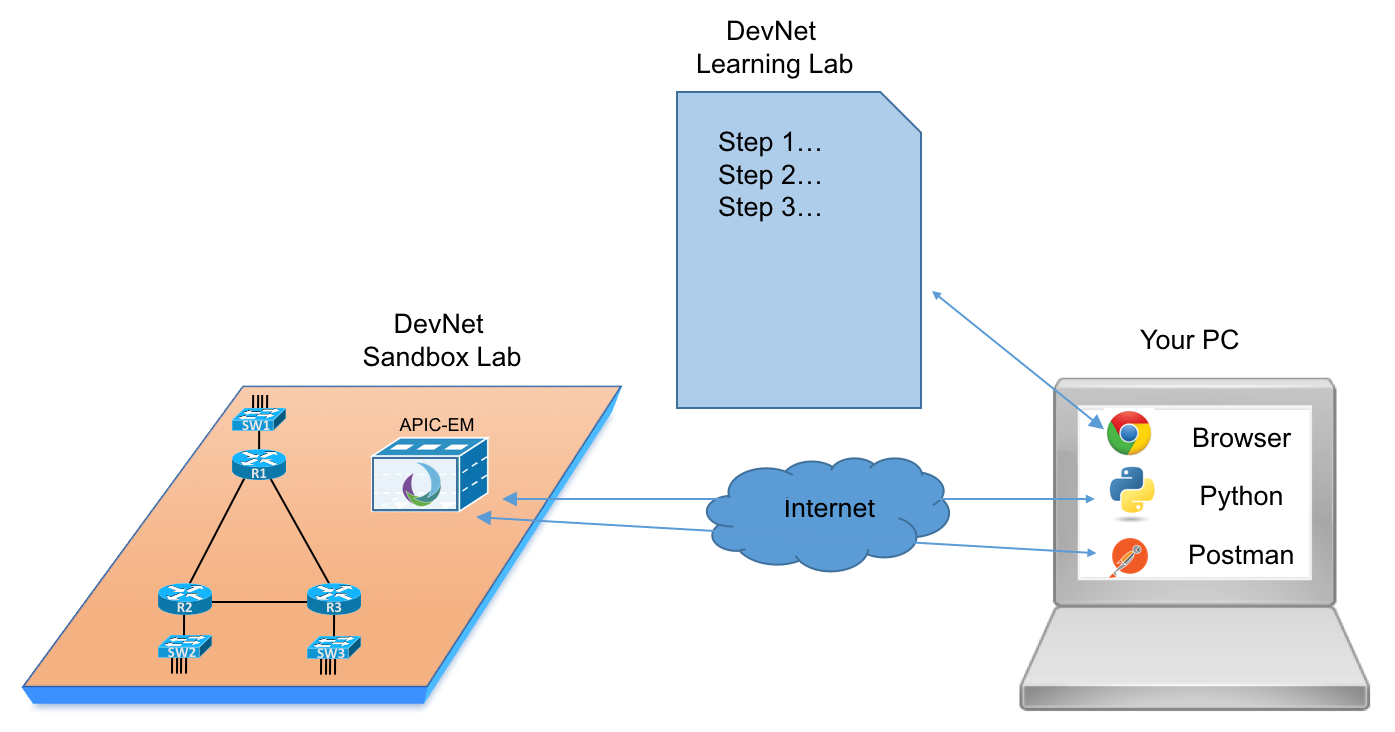 DevNet
Learning Lab
Step 1…
Step 2…
Step 3…
DevNet
Sandbox Lab
Your PC
SW1
APIC-EM
R1
Browser
Python
Internet
Postman
R2
R3
SW2
SW3